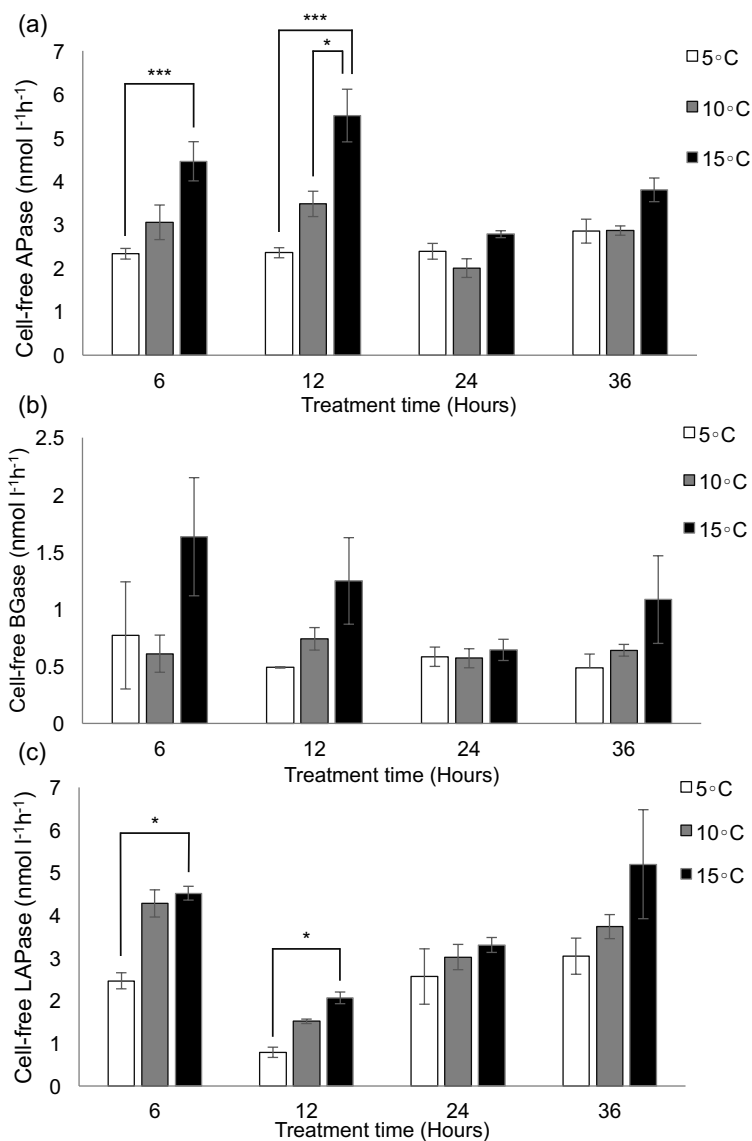 (a)
Cell-free APase (nmol l⁻¹h⁻¹)
7
6
5
4
3
2
1
0
***
***
*
5◦C
10◦C
15◦C
6 12 24 36
Treatment time (Hours)
(b)
Cell-free BGase (nmol l⁻¹h⁻¹)
2.5
2
1.5
1
0.5
0
5◦C
10◦C
15◦C
6 12 24 36
Treatment time (Hours)
(c)
Cell-free LAPase (nmol l⁻¹h⁻¹)
7
6
5
4
3
2
1
0
*
*
5◦C
10◦C
15◦C
6 12 24 36
Treatment time (Hours)